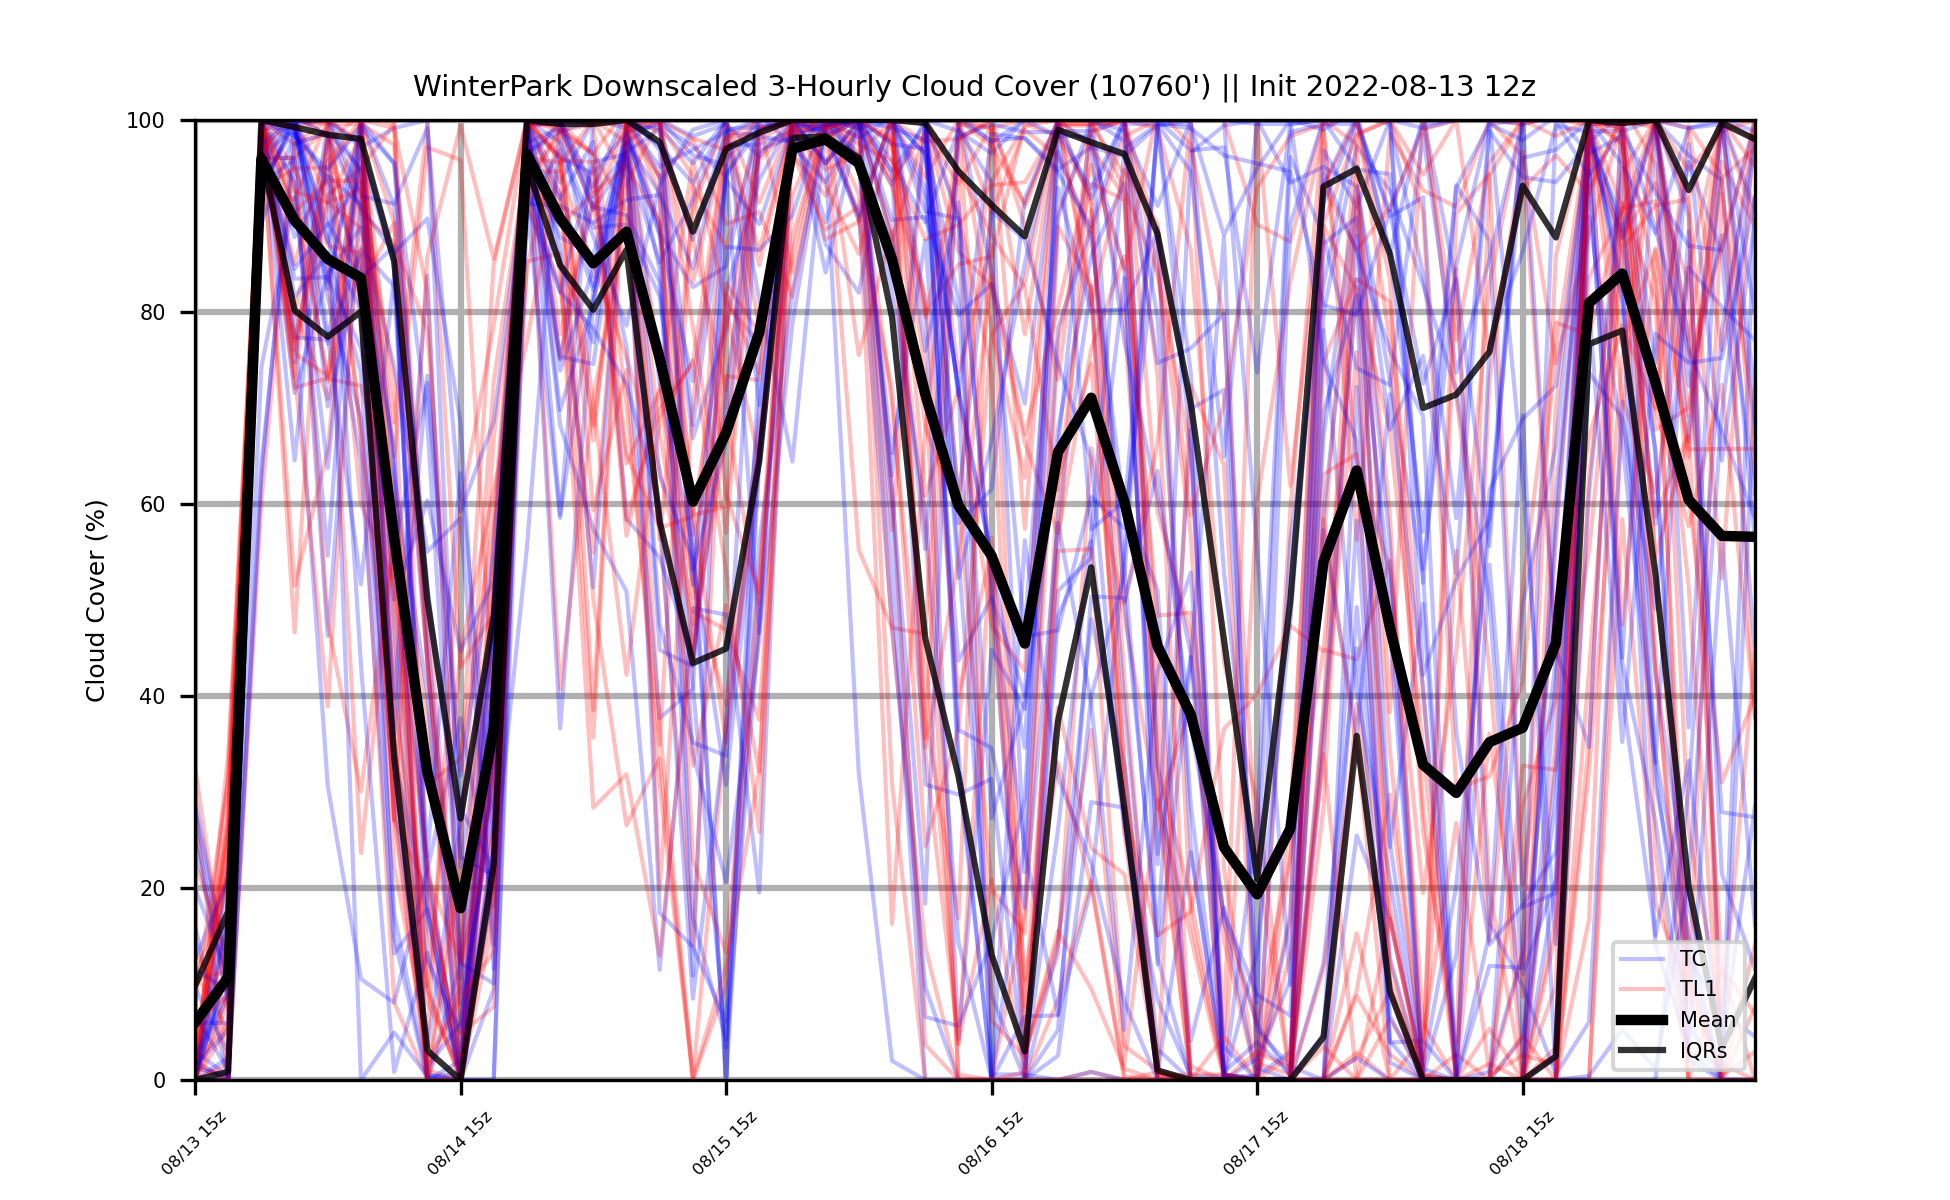 WinterPark Downscaled 3-Hourly Cloud Cover (10760') || Init 2022-08-13 12z
Cloud Cover (%)
100
80
60
40
20
0
08/13 15z
08/14 15z
08/15 15z
08/16 15z
08/17 15z
08/18 15z
TC
TL1
Mean
IQRs